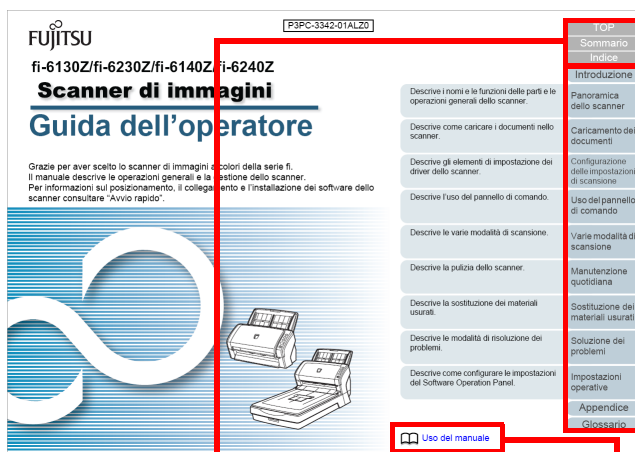 FUJITSU
P3PC-3342-01ALZ0
fi-6130Z/fi-6230Z/fi-6140Z/fi-6240Z
Scanner di immagini
Guida dell'operatore
Grazie per aver scelto lo scanner di immagini a colori della serie fi.
Il manuale descrive le operazioni generali e la gestione dello scanner.
Per informazioni sul posizionamento, il collegamento e l'installazione dei software dello
scanner consultare "Avvio rapido".
TOP
Sommario
Indice
Introduzione
Descrive i nomi e le funzioni delle parti e le
operazioni generali dello scanner.
Panoramica
dello scanner
Descrive come caricare i documenti nello
scanner.
Caricamento dei
documenti
Descrive gli elementi di impostazione dei
driver dello scanner.
Configurazione
delle impostazioni
di scansione
Descrive l'uso del pannello di comando.
Uso del pannello
di comando
Descrive le varie modalità di scansione.
Varie modalità di
scansione
Descrive la pulizia dello scanner.
Manutenzione
quotidiana
Descrive la sostituzione dei materiali
usurati.
Sostituzione dei
materiali usurati
Descrive le modalità di risoluzione dei
problemi.
Soluzione dei
problemi
Descrive come configurare le impostazioni
del Software Operation Panel.
Impostazioni
operative
Appendice
Glossario
Uso del manuale